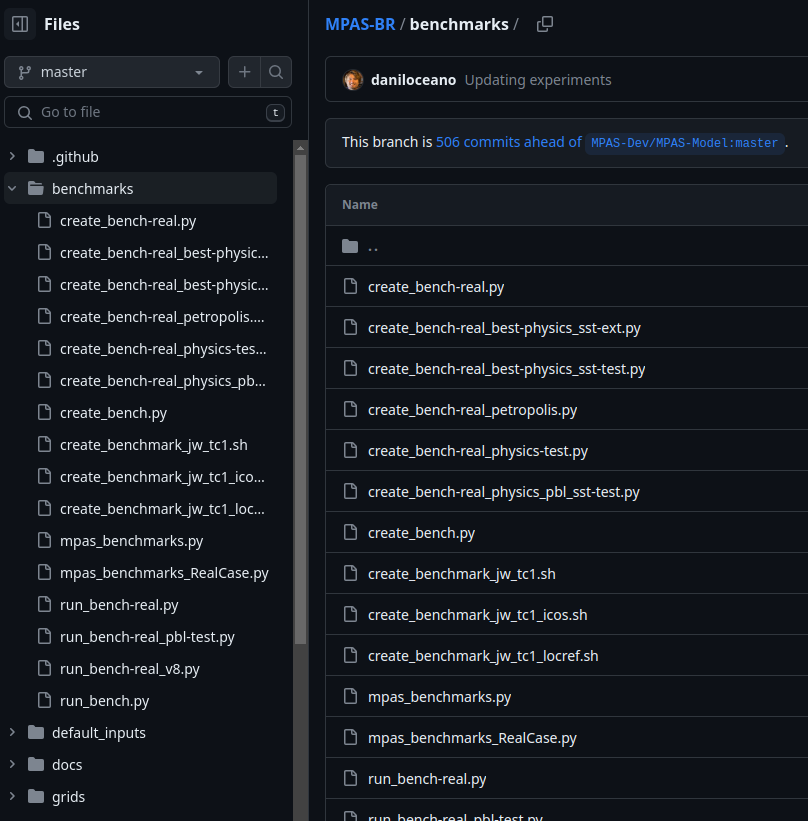 Files
master
Go to file
t
.github
benchmarks
create_bench-real.py
create_bench-real_best-physic...
create_bench-real_best-physic...
create_bench-real_petropolis....
create_bench-real_physics-tes...
create_bench-real_physics_pb...
create_bench.py
create_benchmark_jw_tc1.sh
create_benchmark_jw_tc1_ico...
create_benchmark_jw_tc1_loc...
mpas_benchmarks.py
mpas_benchmarks_RealCase.py
run_bench-real.py
run_bench-real_pbl-test.py
run_bench-real_v8.py
run_bench.py
default_inputs
docs
grids
MPAS-BR / benchmarks /
daniloceano Updating experiments
This branch is 506 commits ahead of MPAS-Dev/MPAS-Model:master .
Name
..
create_bench-real.py
create_bench-real_best-physics_sst-ext.py
create_bench-real_best-physics_sst-test.py
create_bench-real_petropolis.py
create_bench-real_physics-test.py
create_bench-real_physics_pbl_sst-test.py
create_bench.py
create_benchmark_jw_tc1.sh
create_benchmark_jw_tc1_icos.sh
create_benchmark_jw_tc1_locref.sh
mpas_benchmarks.py
mpas_benchmarks_RealCase.py
run_bench-real.py
run_bench-real_pbl-test.py